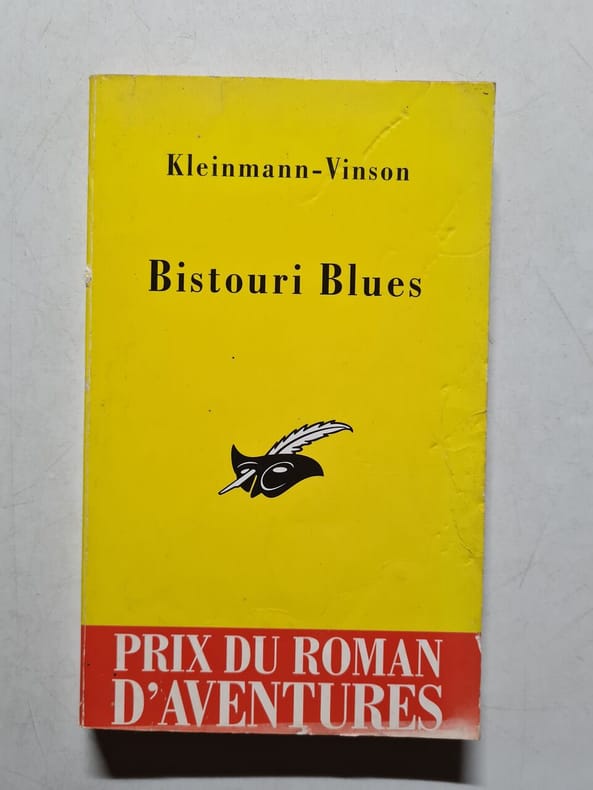 Kleinmann-Vinson
Bistouri Blues
PRIX DU ROMAN
D'AVENTURES